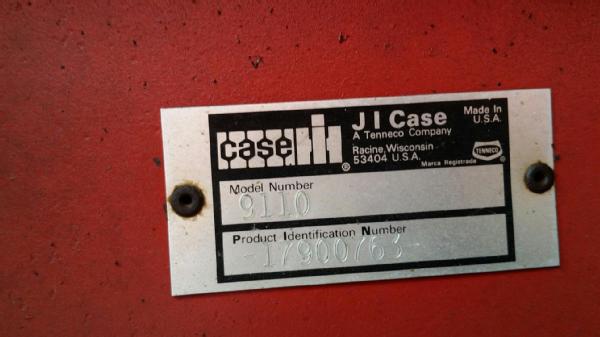 case IH ®
J I Case
A Tenneco Company
Racine, Wisconsin
53404 U.S.A.
Made In
U.S.A.
TENNECO
Marca Registrada
Model Number
9110
Product Identification Number
-17900763-